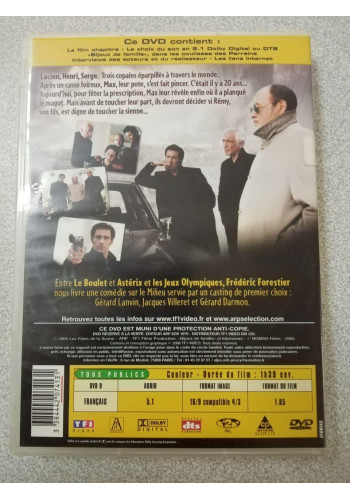 Ce DVD contient :
Le film chapitré - Le choix du son en 5.1 Dolby Digital ou DTS
«Bijoux de famille», dans les coulisses des Parrains
Interviews des acteurs et du réalisateur - Les liens Internet
Lucien, Henri, Serge. Trois copains éparpillés à travers le monde.
Après un casse foireux, Max, leur pote, s'est fait pincer. C'était il y a 20 ans...
Aujourd'hui, pour fêter la prescription, Max leur révèle enfin où il a planqué
le magot. Mais avant de toucher leur part, ils devront décider si Rémy,
son fils, est digne de toucher la sienne...
Entre Le Boulet et Astérix et les Jeux Olympiques, Frédéric Forestier
nous livre une comédie sur le Milieu servie par un casting de premier choix :
Gérard Lanvin, Jacques Villeret et Gérard Darmon.
Retrouvez toutes les infos www.tf1video.fr et www.arpselection.com
CE DVD EST MUNI D'UNE PROTECTION ANTI-COPIE.
TOUS PUBLICS
Couleur - Durée du film : 1h39 mn.
DVD 9
AUDIO
FORMAT IMAGE
FORMAT DU FILM
FRANÇAIS
5.1
16/9 compatible 4/3
1.85
TF1
VIDEO
DOLBY
DIGITAL
dts
PAL
DVD